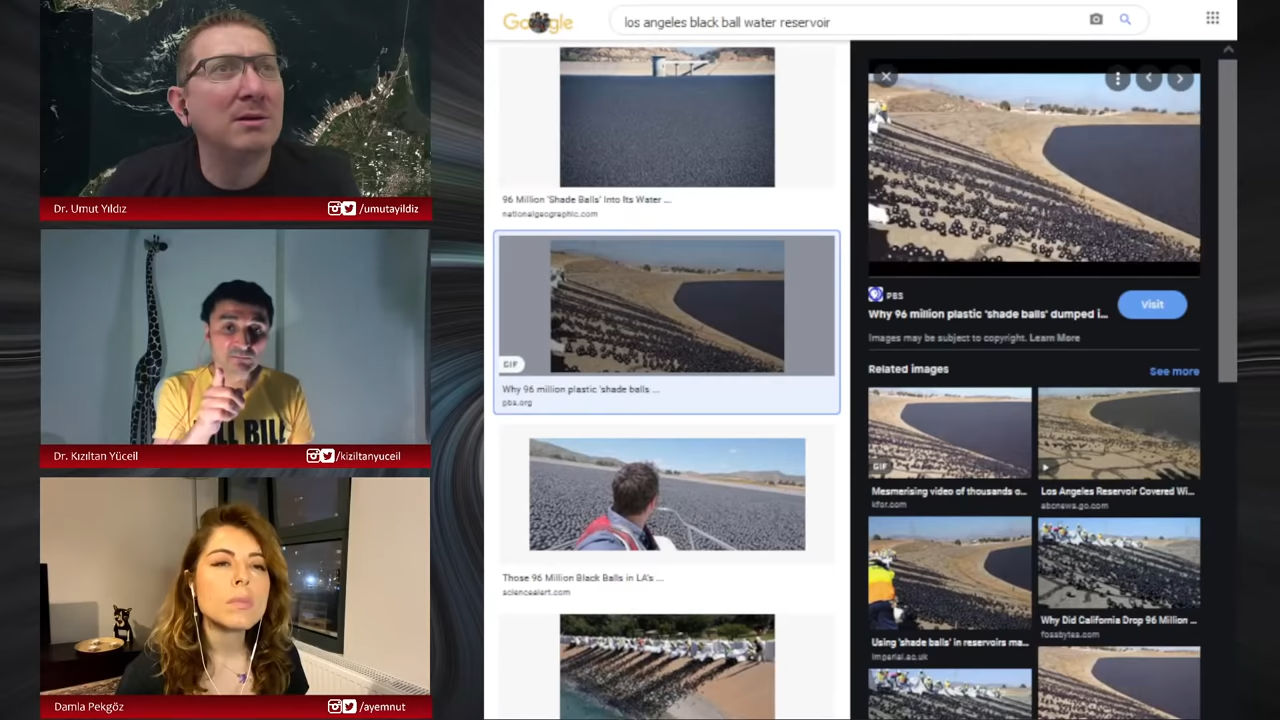 Dr. Umut Yıldız
/umutayildiz
BILL BILL
Dr. Kızıltan Yüceil
/kiziltanyuceil
Damla Pekgöz
/ayemnut
Google
los angeles black ball water reservoir
96 Million 'Shade Balls' Into Its Water ...
nationalgeographic.com
GIF
Why 96 million plastic 'shade balls ...
pbs.org
Those 96 Million Black Balls in LA's ...
sciencealert.com
PBS
Why 96 million plastic 'shade balls' dumped i...
Visit
Images may be subject to copyright. Learn More
Related images
See more
GIF
Mesmerising video of thousands o...
kfor.com
Los Angeles Reservoir Covered Wi...
abcnews.go.com
Using 'shade balls' in reservoirs ma...
imperial.ac.uk
Why Did California Drop 96 Million ...
fossbytes.com